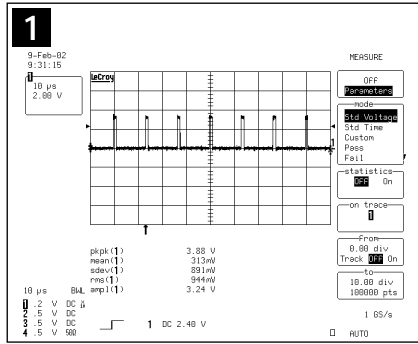 1
9-Feb-02
9:31:15
1
10 µs
2.00 V
LeCroy
1
MEASURE
Off
Parameters
mode
Std Voltage
Std Time
Custom
Pass
Fail
statistics
OFF On
on trace
1
from
0.00 div
Track OFF On
to
10.00 div
100000 pts
pkpk(1) 3.88 V
mean(1) 313mV
sdev(1) 891mV
rms(1) 944mV
ampl(1) 3.24 V
10 µs BWL
1 .2 V DC
2 .5 V DC
3 .5 V DC
4 .5 V 50Ω
1 DC 2.40 V
1 GS/s
AUTO